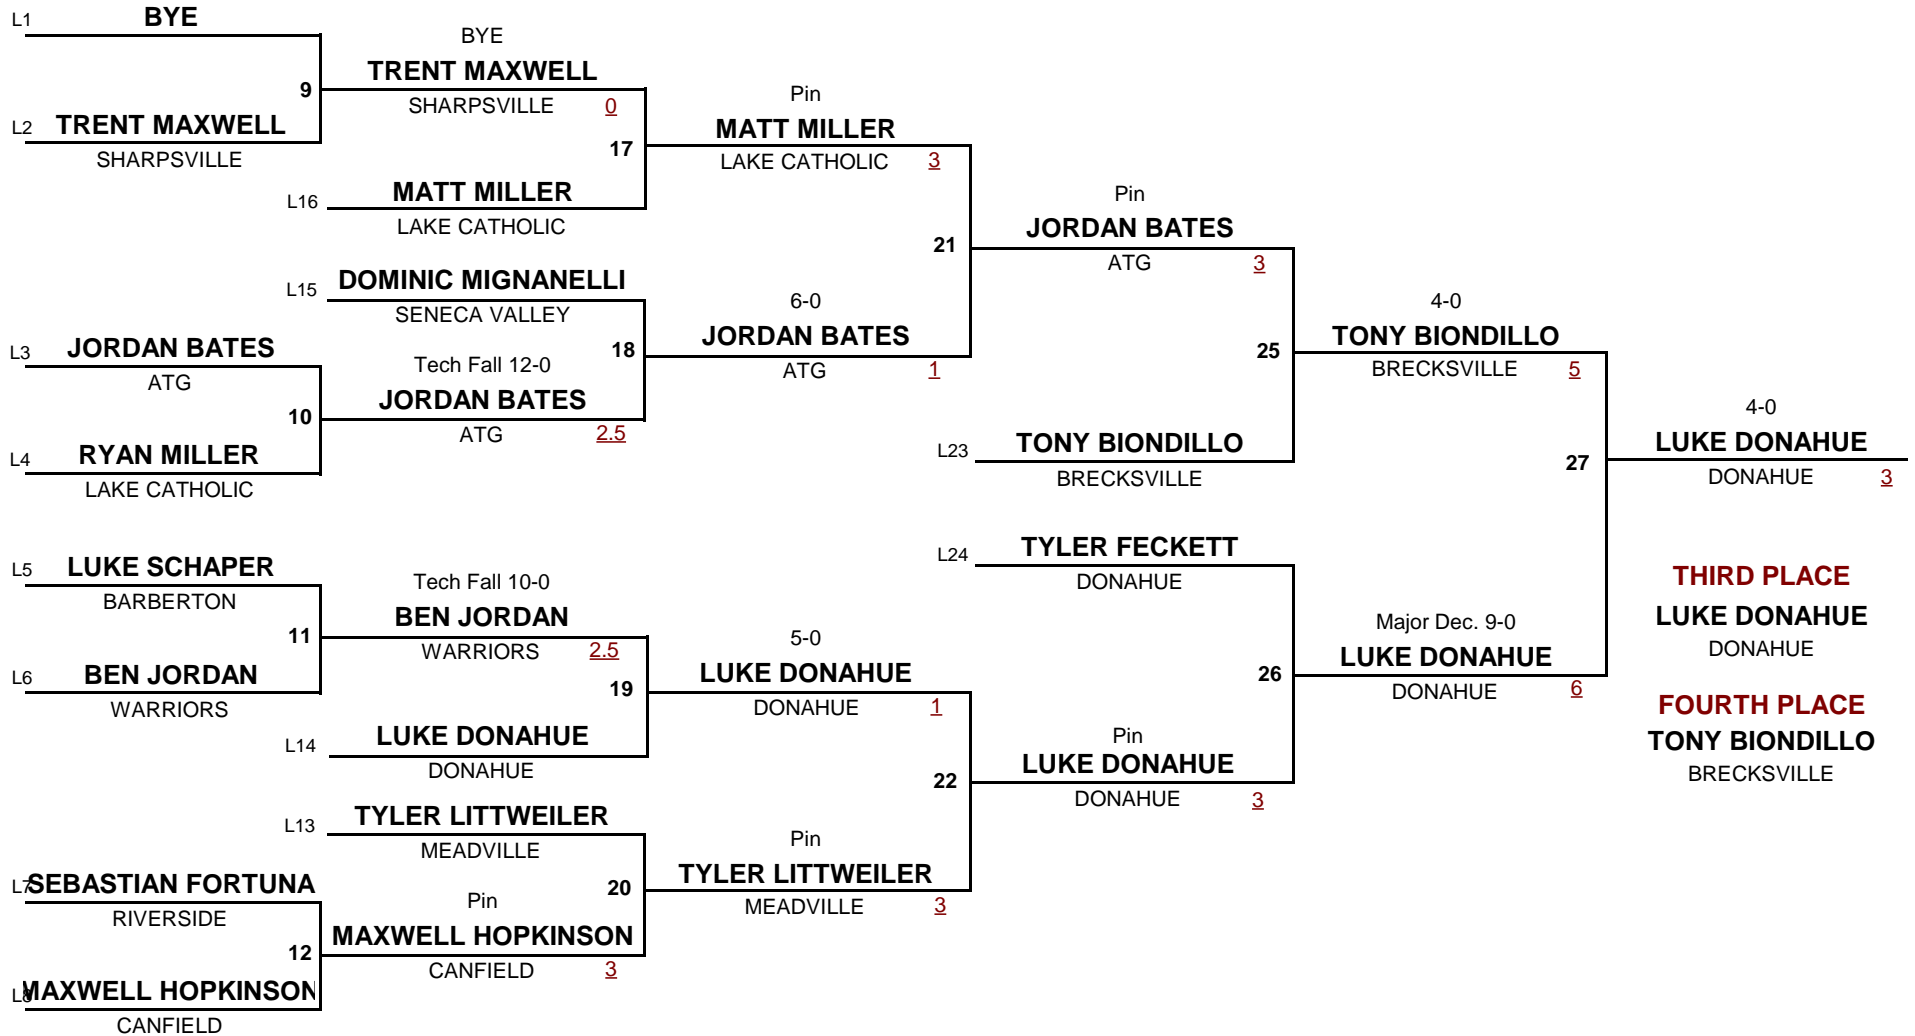 L1 BYE
BYE
TRENT MAXWELL
9
SHARPSVILLE 0
Pin
L2 TRENT MAXWELL
MATT MILLER
SHARPSVILLE
17
LAKE CATHOLIC 3
L16 MATT MILLER
LAKE CATHOLIC
Pin
JORDAN BATES
21
ATG 3
L15 DOMINIC MIGNANELLI
SENECA VALLEY
6-0
4-0
JORDAN BATES
TONY BIONDILLO
L3 JORDAN BATES
18
25
ATG
Tech Fall 12-0
ATG 1
BRECKSVILLE 5
JORDAN BATES
10
4-0
ATG 2.5
L23 TONY BIONDILLO
LUKE DONAHUE
L4 RYAN MILLER
27
LAKE CATHOLIC
BRECKSVILLE
DONAHUE 3
L24 TYLER FECKETT
L5 LUKE SCHAPER
DONAHUE
THIRD PLACE
BARBERTON
Tech Fall 10-0
LUKE DONAHUE
BEN JORDAN
Major Dec. 9-0
11
5-0
DONAHUE
WARRIORS 2.5
LUKE DONAHUE
LUKE DONAHUE
L6 BEN JORDAN
19
26
WARRIORS
DONAHUE 1
DONAHUE 6
FOURTH PLACE
L14 LUKE DONAHUE
Pin
TONY BIONDILLO
DONAHUE
LUKE DONAHUE
BRECKSVILLE
22
DONAHUE 3
L13 TYLER LITTWEILER
MEADVILLE
Pin
TYLER LITTWEILER
L7 SEBASTIAN FORTUNA
20
RIVERSIDE
Pin
MEADVILLE 3
MAXWELL HOPKINSON
12
CANFIELD 3
L8 MAXWELL HOPKINSON
CANFIELD